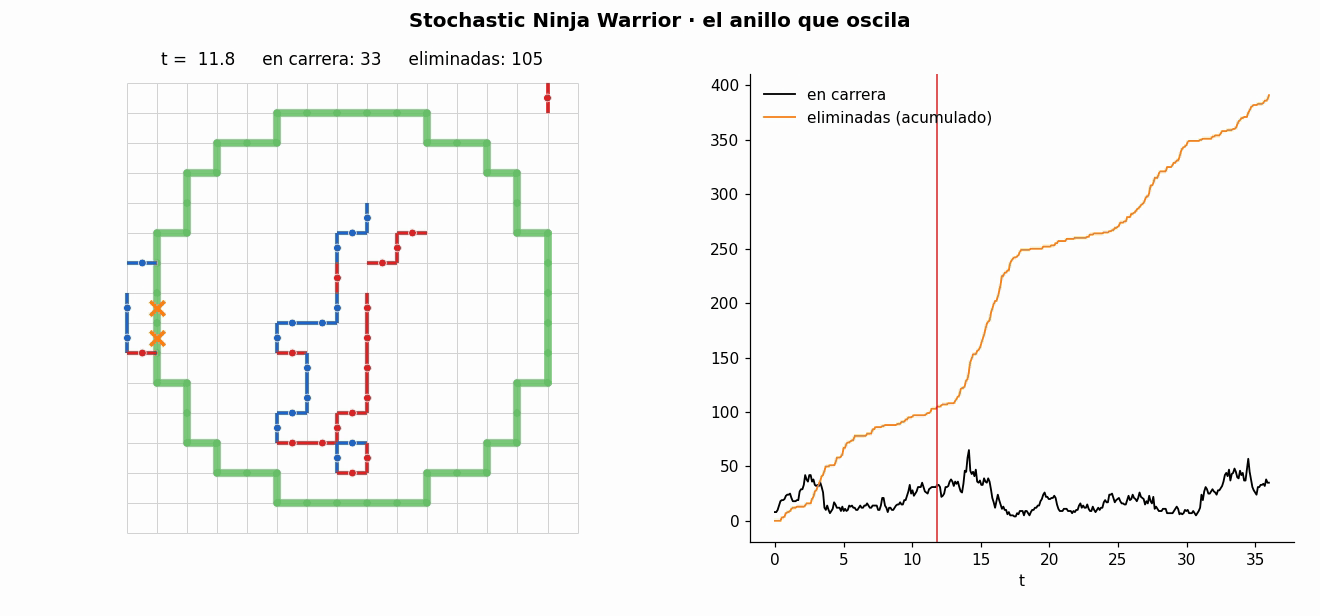 Stochastic Ninja Warrior · el anillo que oscila
t = 11.8 en carrera: 33 eliminadas: 105
en carrera
eliminadas (acumulado)
400
350
300
250
200
150
100
50
0
0 5 10 15 20 25 30 35
t